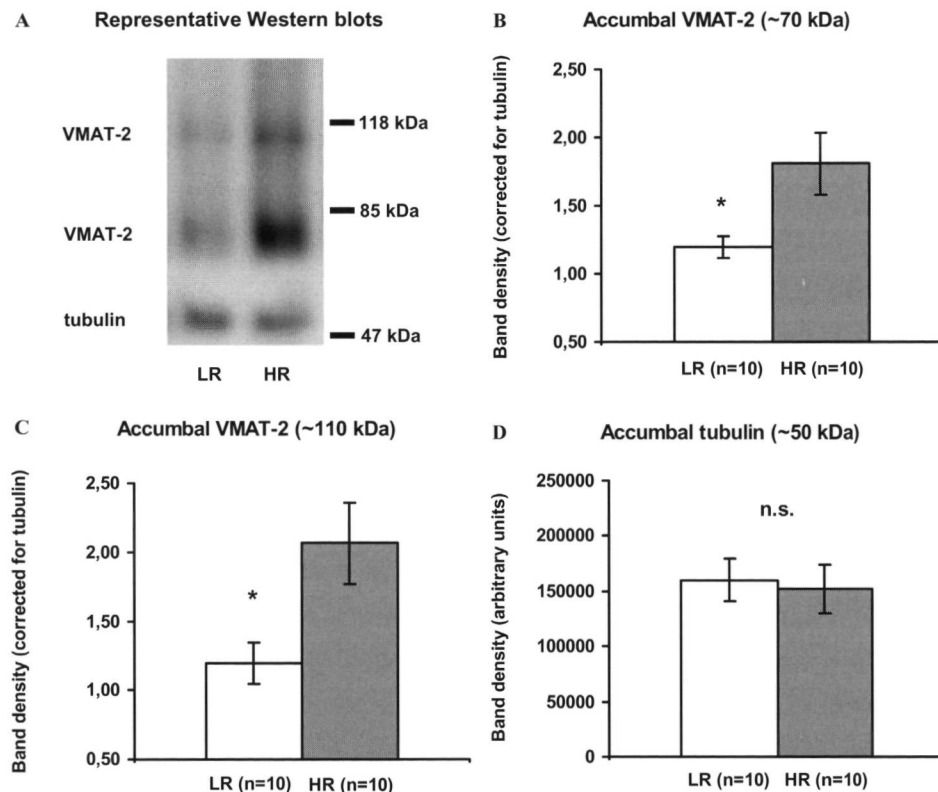 A
Representative Western blots
VMAT-2
118 kDa
VMAT-2
85 kDa
tubulin
47 kDa
LR HR
B
Accumbal VMAT-2 (~70 kDa)
Band density (corrected for tubulin)
2,50
2,00
1,50
1,00
0,50
*
LR (n=10) HR (n=10)
C
Accumbal VMAT-2 (~110 kDa)
Band density (corrected for tubulin)
2,50
2,00
1,50
1,00
0,50
*
LR (n=10) HR (n=10)
D
Accumbal tubulin (~50 kDa)
Band density (arbitrary units)
250000
200000
150000
100000
50000
0
n.s.
LR (n=10) HR (n=10)